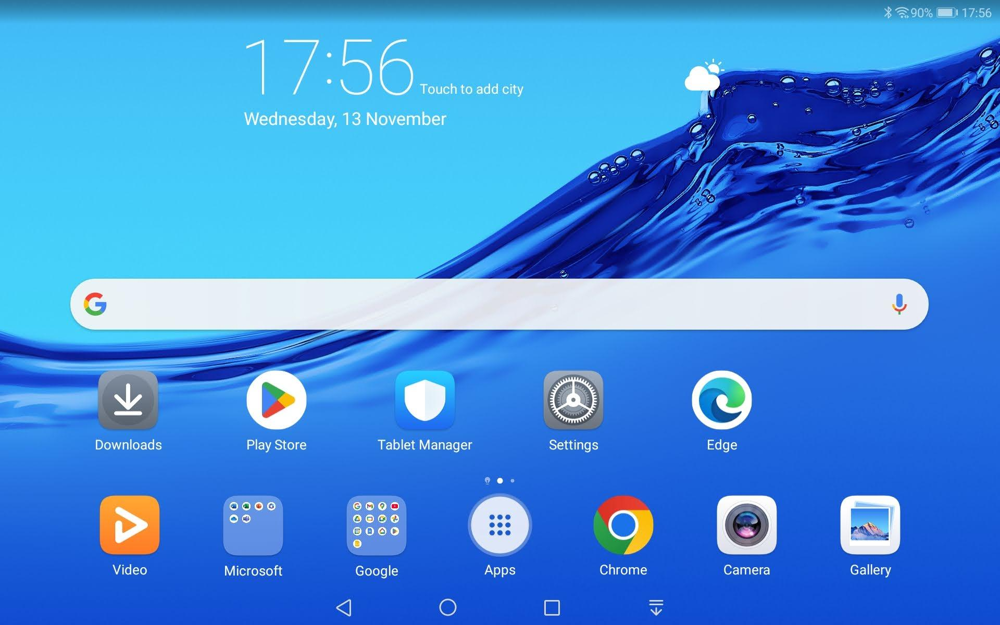 90% 17:56
17:56 Touch to add city
Wednesday, 13 November
Downloads Play Store Tablet Manager Settings Edge
Video Microsoft Google Apps Chrome Camera Gallery